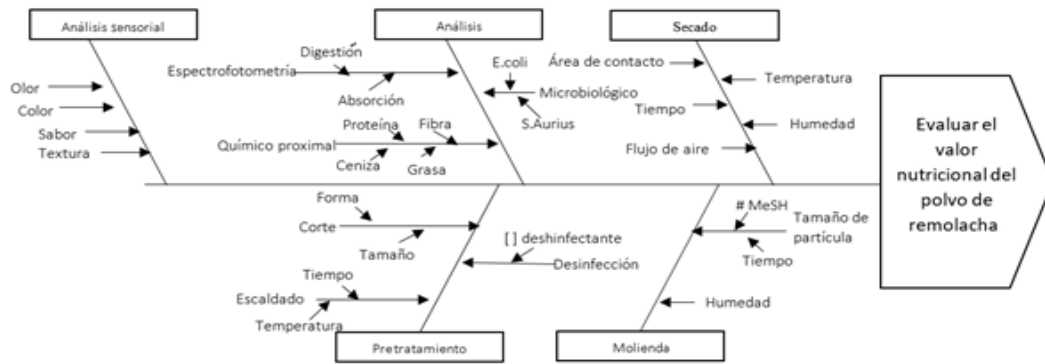 Análisis sensorial
Olor
Color
Sabor
Textura
Análisis
Digestión
Espectrofotometría
Absorción
E.coli
Microbiológico
S.Aurius
Proteína
Fibra
Químico proximal
Ceniza
Grasa
Secado
Área de contacto
Temperatura
Tiempo
Humedad
Flujo de aire
Evaluar el
valor
nutricional del
polvo de
remolacha
Forma
Corte
Tamaño
[ ] deshinfectante
Desinfección
Tiempo
Escaldado
Temperatura
Pretratamiento
# MeSH
Tamaño de
partícula
Tiempo
Humedad
Molienda